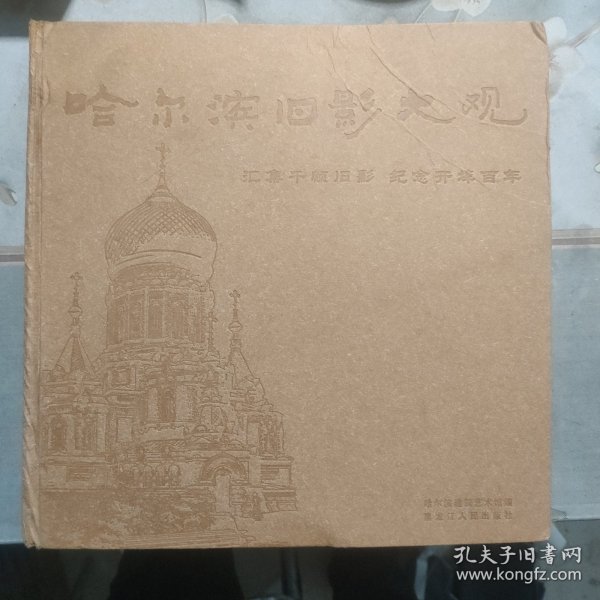 哈尔滨旧影大观
汇集千幅旧影 纪念开埠百年
哈尔滨建筑艺术馆编
黑龙江人民出版社
孔夫子旧书网
www.kongfz.com